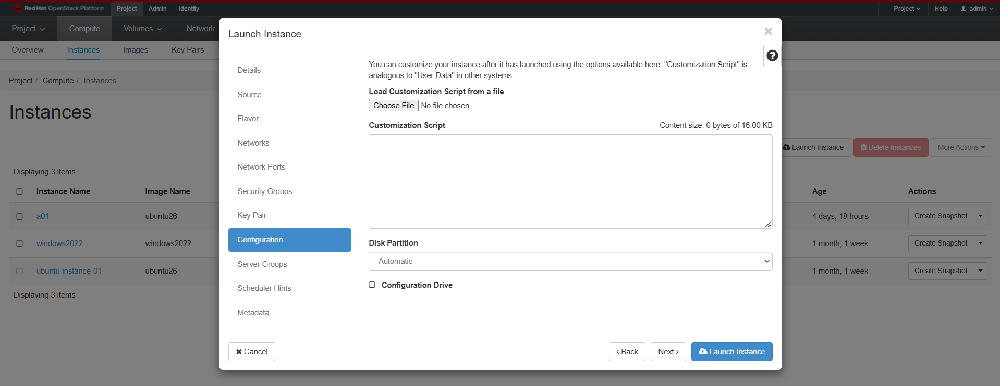 Red Hat OpenStack Platform Project Admin Identity Project Help admin
Project Compute Volumes Network
Overview Instances Images Key Pairs
Project / Compute / Instances
Instances
Launch Instance Delete Instances More Actions
Displaying 3 items
Instance Name Image Name Age Actions
a01 ubuntu26 4 days, 18 hours Create Snapshot
windows2022 windows2022 1 month, 1 week Create Snapshot
ubuntu-instance-01 ubuntu26 1 month, 1 week Create Snapshot
Displaying 3 items
Launch Instance
Details
Source
Flavor
Networks
Network Ports
Security Groups
Key Pair
Configuration
Server Groups
Scheduler Hints
Metadata
You can customize your instance after it has launched using the options available here. "Customization Script" is
analogous to "User Data" in other systems.
Load Customization Script from a file
Choose File No file chosen
Customization Script Content size: 0 bytes of 16.00 KB
Disk Partition
Automatic
Configuration Drive
Cancel Back Next Launch Instance